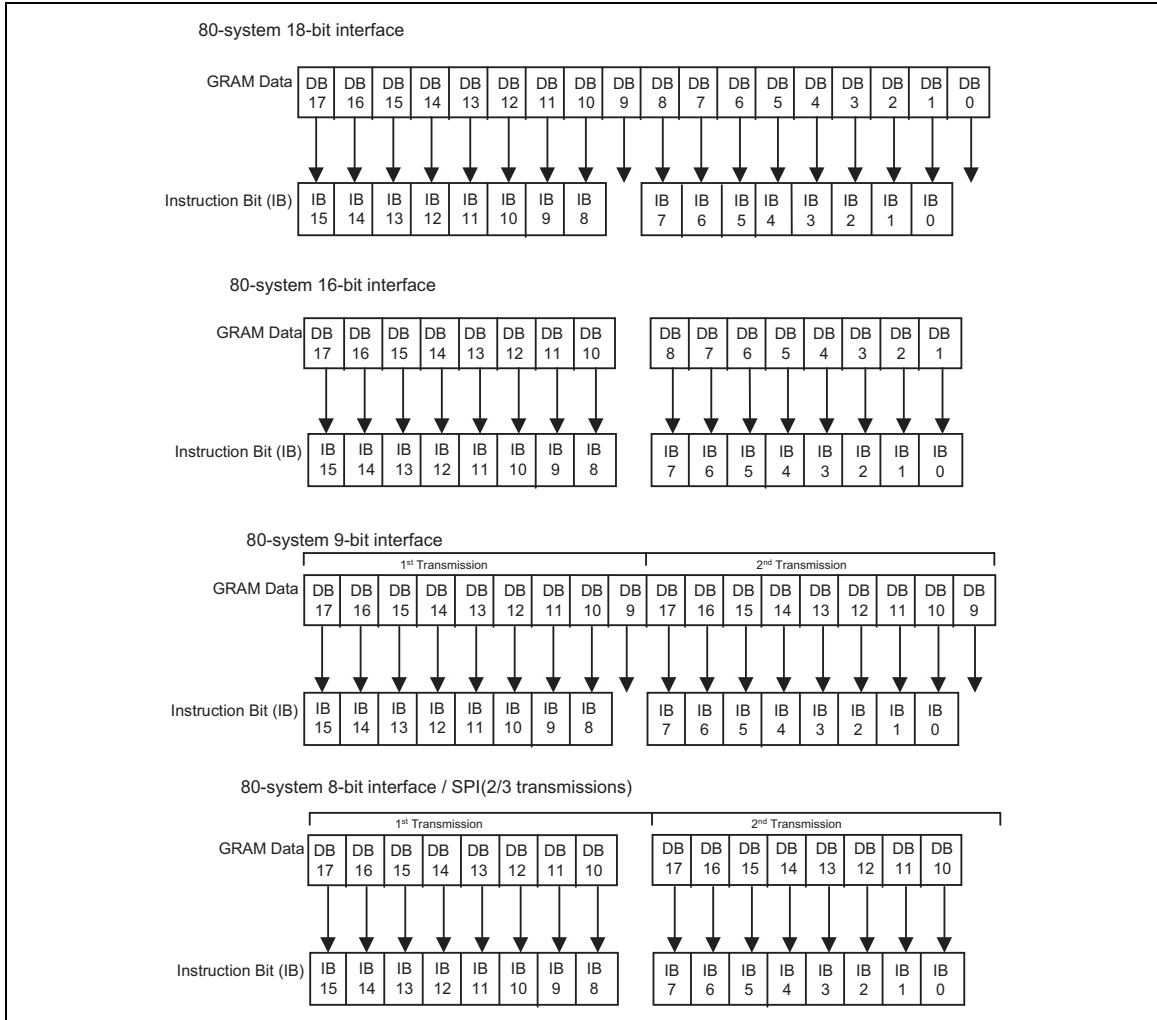 80-system 18-bit interface
GRAM Data DB DB DB DB DB DB DB DB DB DB DB DB DB DB DB DB DB DB
17 16 15 14 13 12 11 10 9 8 7 6 5 4 3 2 1 0
Instruction Bit (IB) IB IB IB IB IB IB IB IB IB IB IB IB IB IB IB IB
15 14 13 12 11 10 9 8 7 6 5 4 3 2 1 0
80-system 16-bit interface
GRAM Data DB DB DB DB DB DB DB DB DB DB DB DB DB DB DB DB
17 16 15 14 13 12 11 10 8 7 6 5 4 3 2 1
Instruction Bit (IB) IB IB IB IB IB IB IB IB IB IB IB IB IB IB IB IB
15 14 13 12 11 10 9 8 7 6 5 4 3 2 1 0
80-system 9-bit interface
1st Transmission 2nd Transmission
GRAM Data DB DB DB DB DB DB DB DB DB DB DB DB DB DB DB DB DB DB
17 16 15 14 13 12 11 10 9 17 16 15 14 13 12 11 10 9
Instruction Bit (IB) IB IB IB IB IB IB IB IB IB IB IB IB IB IB IB IB
15 14 13 12 11 10 9 8 7 6 5 4 3 2 1 0
80-system 8-bit interface / SPI(2/3 transmissions)
1st Transmission 2nd Transmission
GRAM Data DB DB DB DB DB DB DB DB DB DB DB DB DB DB DB DB
17 16 15 14 13 12 11 10 17 16 15 14 13 12 11 10
Instruction Bit (IB) IB IB IB IB IB IB IB IB IB IB IB IB IB IB IB IB
15 14 13 12 11 10 9 8 7 6 5 4 3 2 1 0